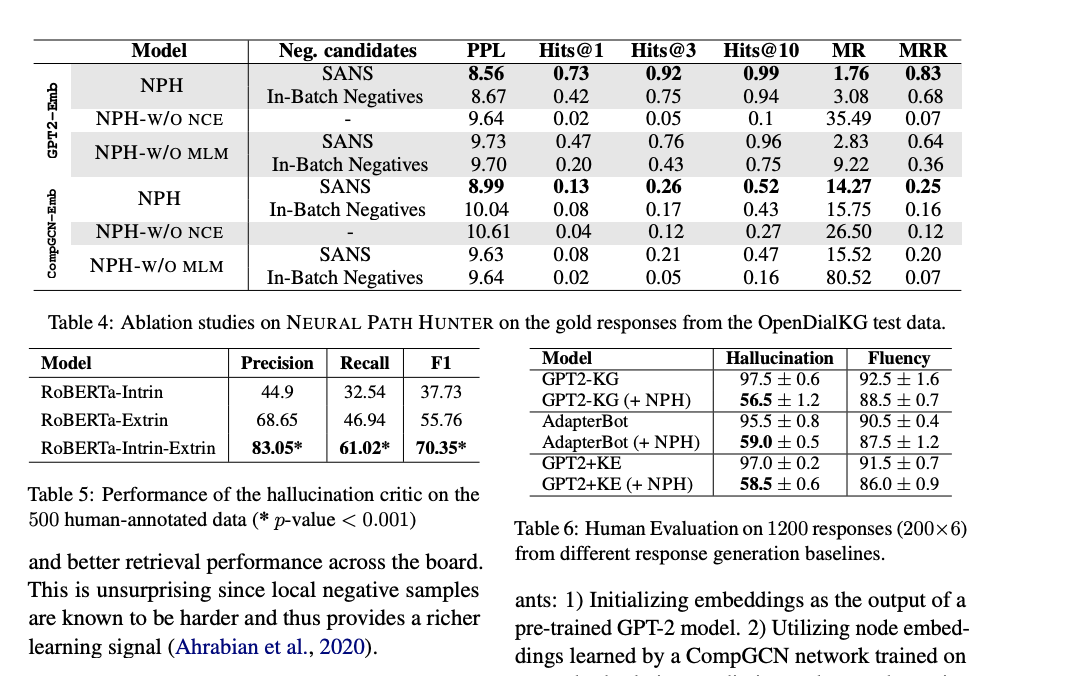 Model Neg. candidates PPL Hits@1 Hits@3 Hits@10 MR MRR
GPT2-Emb
NPH SANS 8.56 0.73 0.92 0.99 1.76 0.83
In-Batch Negatives 8.67 0.42 0.75 0.94 3.08 0.68
NPH-W/O NCE - 9.64 0.02 0.05 0.1 35.49 0.07
NPH-W/O MLM SANS 9.73 0.47 0.76 0.96 2.83 0.64
In-Batch Negatives 9.70 0.20 0.43 0.75 9.22 0.36
CompGCN-Emb
NPH SANS 8.99 0.13 0.26 0.52 14.27 0.25
In-Batch Negatives 10.04 0.08 0.17 0.43 15.75 0.16
NPH-W/O NCE - 10.61 0.04 0.12 0.27 26.50 0.12
NPH-W/O MLM SANS 9.63 0.08 0.21 0.47 15.52 0.20
In-Batch Negatives 9.64 0.02 0.05 0.16 80.52 0.07
Table 4: Ablation studies on NEURAL PATH HUNTER on the gold responses from the OpenDialKG test data.
Model Precision Recall F1
RoBERTa-Intrin 44.9 32.54 37.73
RoBERTa-Extrin 68.65 46.94 55.76
RoBERTa-Intrin-Extrin 83.05* 61.02* 70.35*
Table 5: Performance of the hallucination critic on the
500 human-annotated data (* p-value < 0.001)
and better retrieval performance across the board.
This is unsurprising since local negative samples
are known to be harder and thus provides a richer
learning signal (Ahrabian et al., 2020).
Model Hallucination Fluency
GPT2-KG 97.5 ± 0.6 92.5 ± 1.6
GPT2-KG (+ NPH) 56.5 ± 1.2 88.5 ± 0.7
AdapterBot 95.5 ± 0.8 90.5 ± 0.4
AdapterBot (+ NPH) 59.0 ± 0.5 87.5 ± 1.2
GPT2+KE 97.0 ± 0.2 91.5 ± 0.7
GPT2+KE (+ NPH) 58.5 ± 0.6 86.0 ± 0.9
Table 6: Human Evaluation on 1200 responses (200×6)
from different response generation baselines.
ants: 1) Initializing embeddings as the output of a
pre-trained GPT-2 model. 2) Utilizing node embed-
dings learned by a CompGCN network trained on